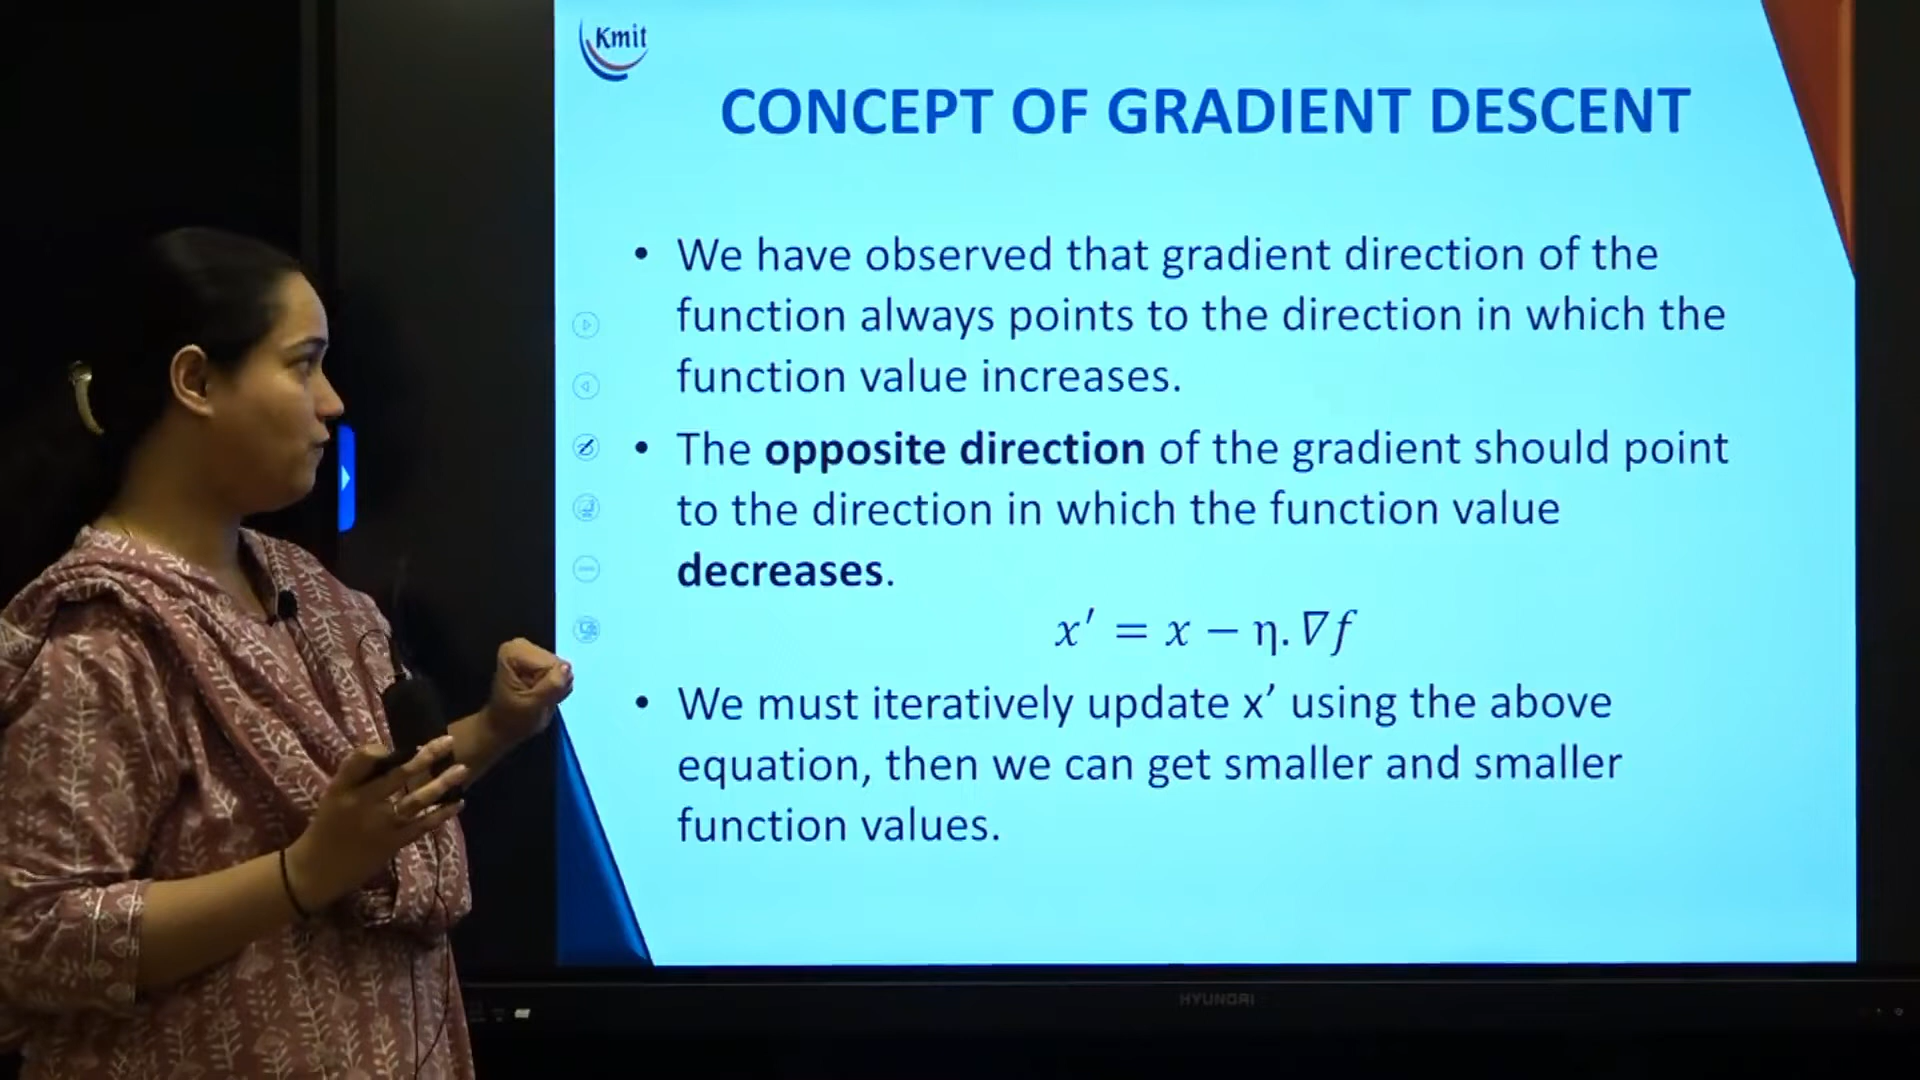 Kmit
CONCEPT OF GRADIENT DESCENT
• We have observed that gradient direction of the
function always points to the direction in which the
function value increases.
• The opposite direction of the gradient should point
to the direction in which the function value
decreases.
x′ = x − η. ∇f
• We must iteratively update x’ using the above
equation, then we can get smaller and smaller
function values.
HYUNDAI